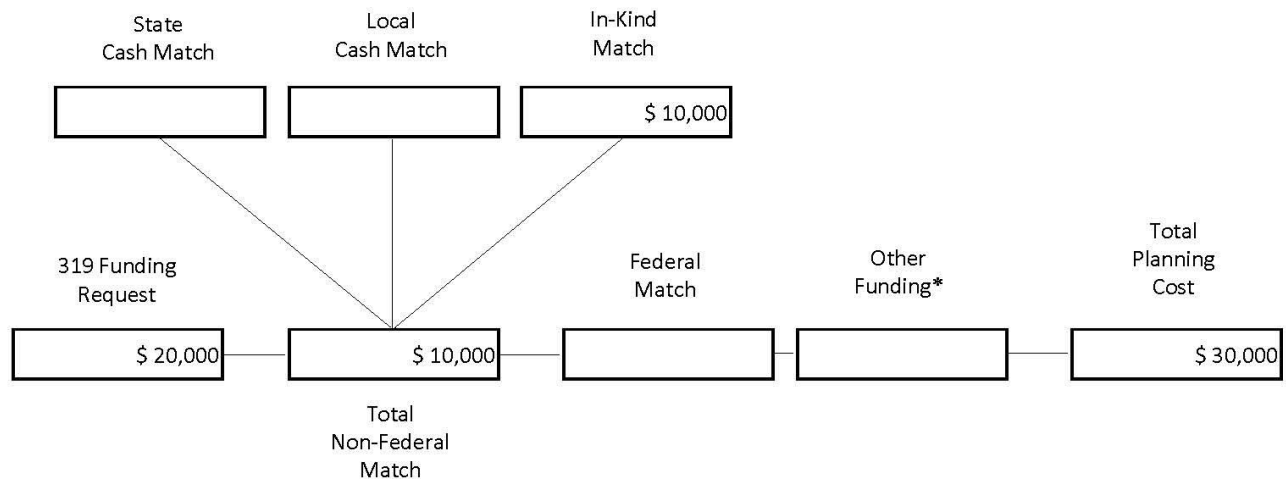 State
Cash Match
Local
Cash Match
In-Kind
Match
$ 10,000
319 Funding
Request
Federal
Match
Other
Funding*
Total
Planning
Cost
$ 20,000
$ 10,000
$ 30,000
Total
Non-Federal
Match